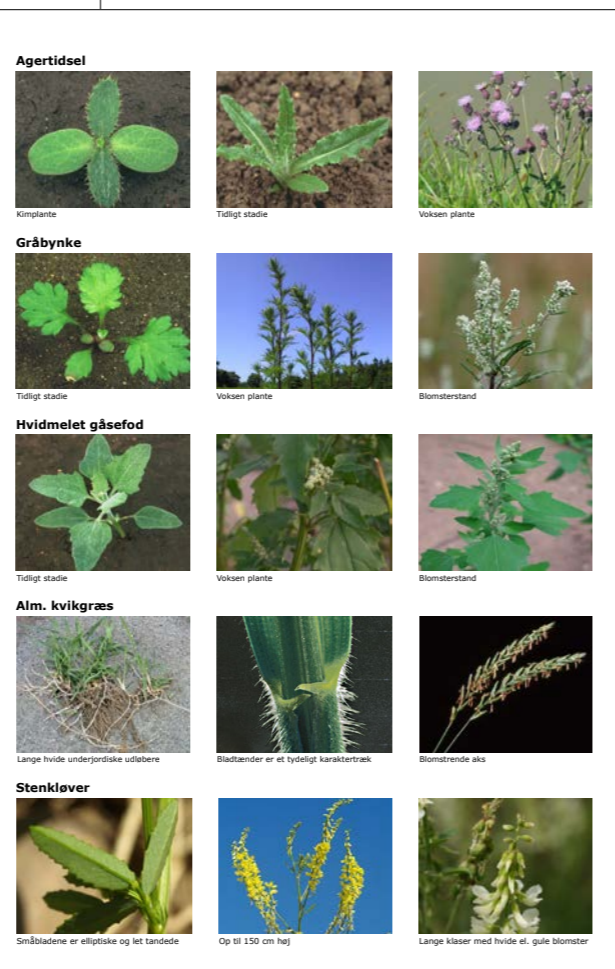 Agertidsel
Kimplante
Tidligt stadie
Voksen plante
Gråbynke
Tidligt stadie
Voksen plante
Blomsterstand
Hvidmelet gåsefod
Tidligt stadie
Voksen plante
Blomsterstand
Alm. kvikgræs
Lange hvide underjordiske udløbere
Bladtænder er et tydeligt karaktertræk
Blomstrende aks
Stenkløver
Småbladene er elliptiske og let tandede
Op til 150 cm høj
Lange klaser med hvide el. gule blomster